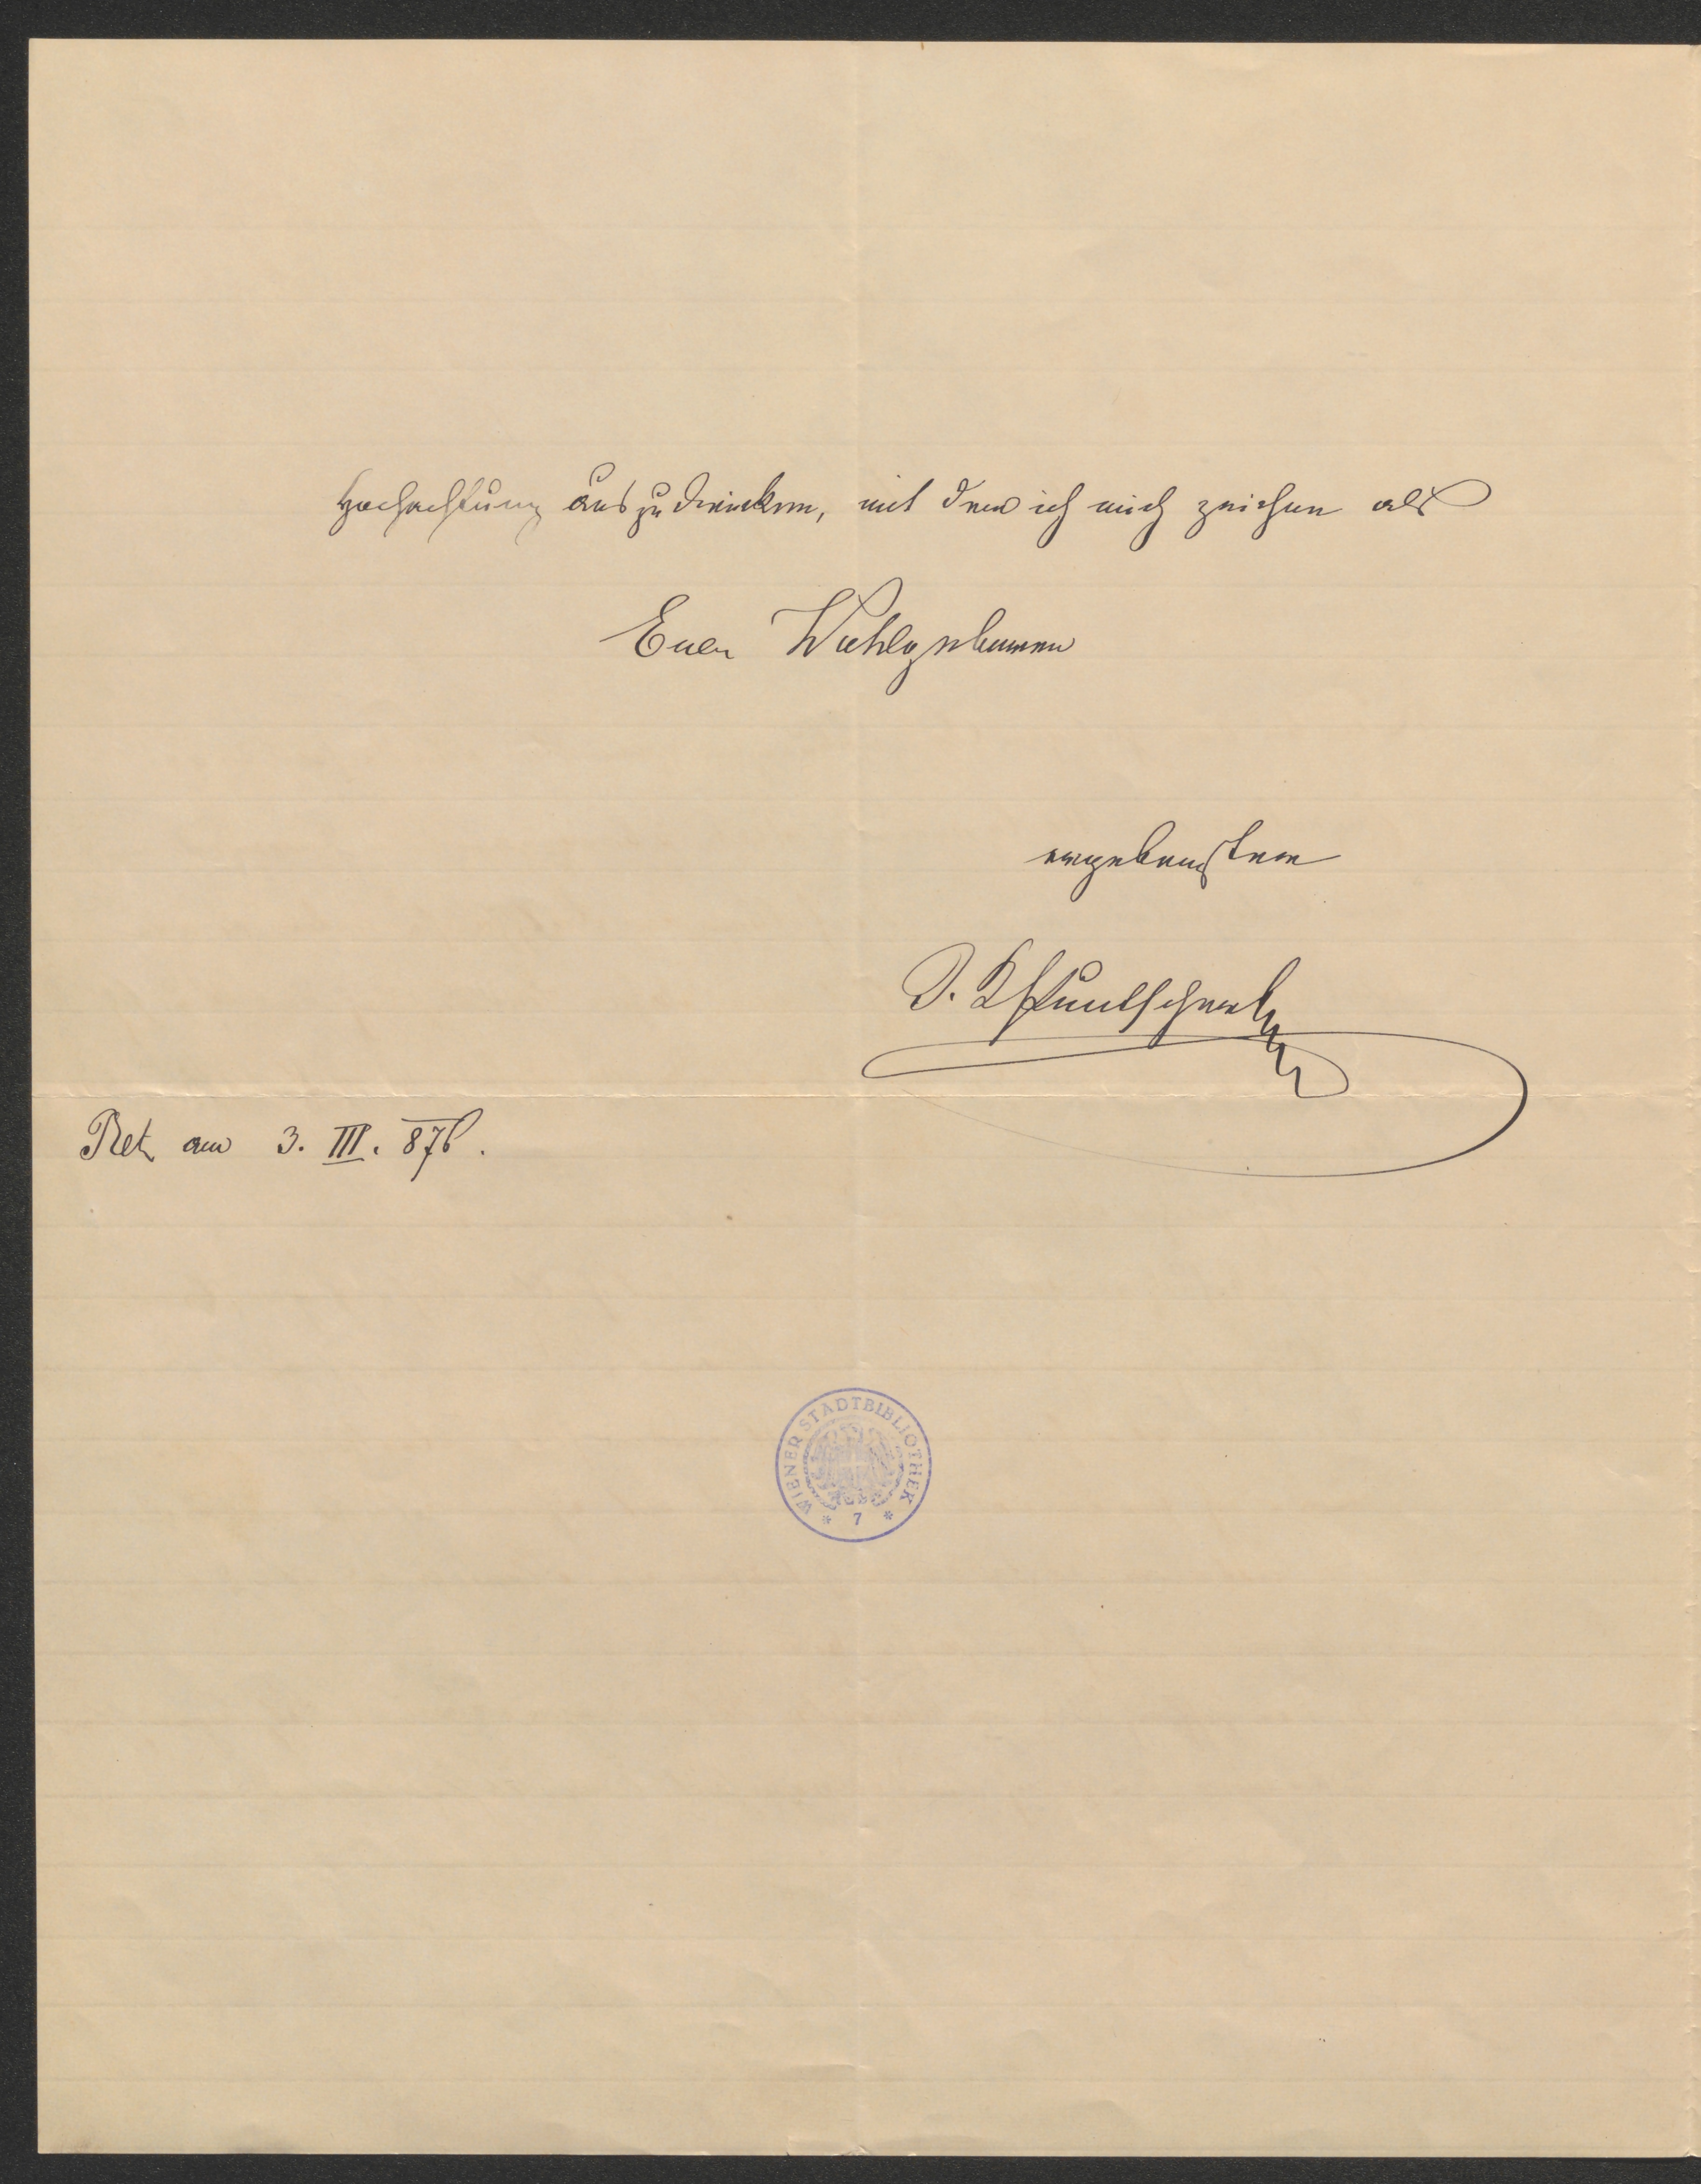 Hochachtung auszudrücken, mit der ich mich zeichne als
Euer Wohlgeboren
ergebenster
Retz am 3. III. 876.
WIENER STADTBIBLIOTHEK
* 7 *